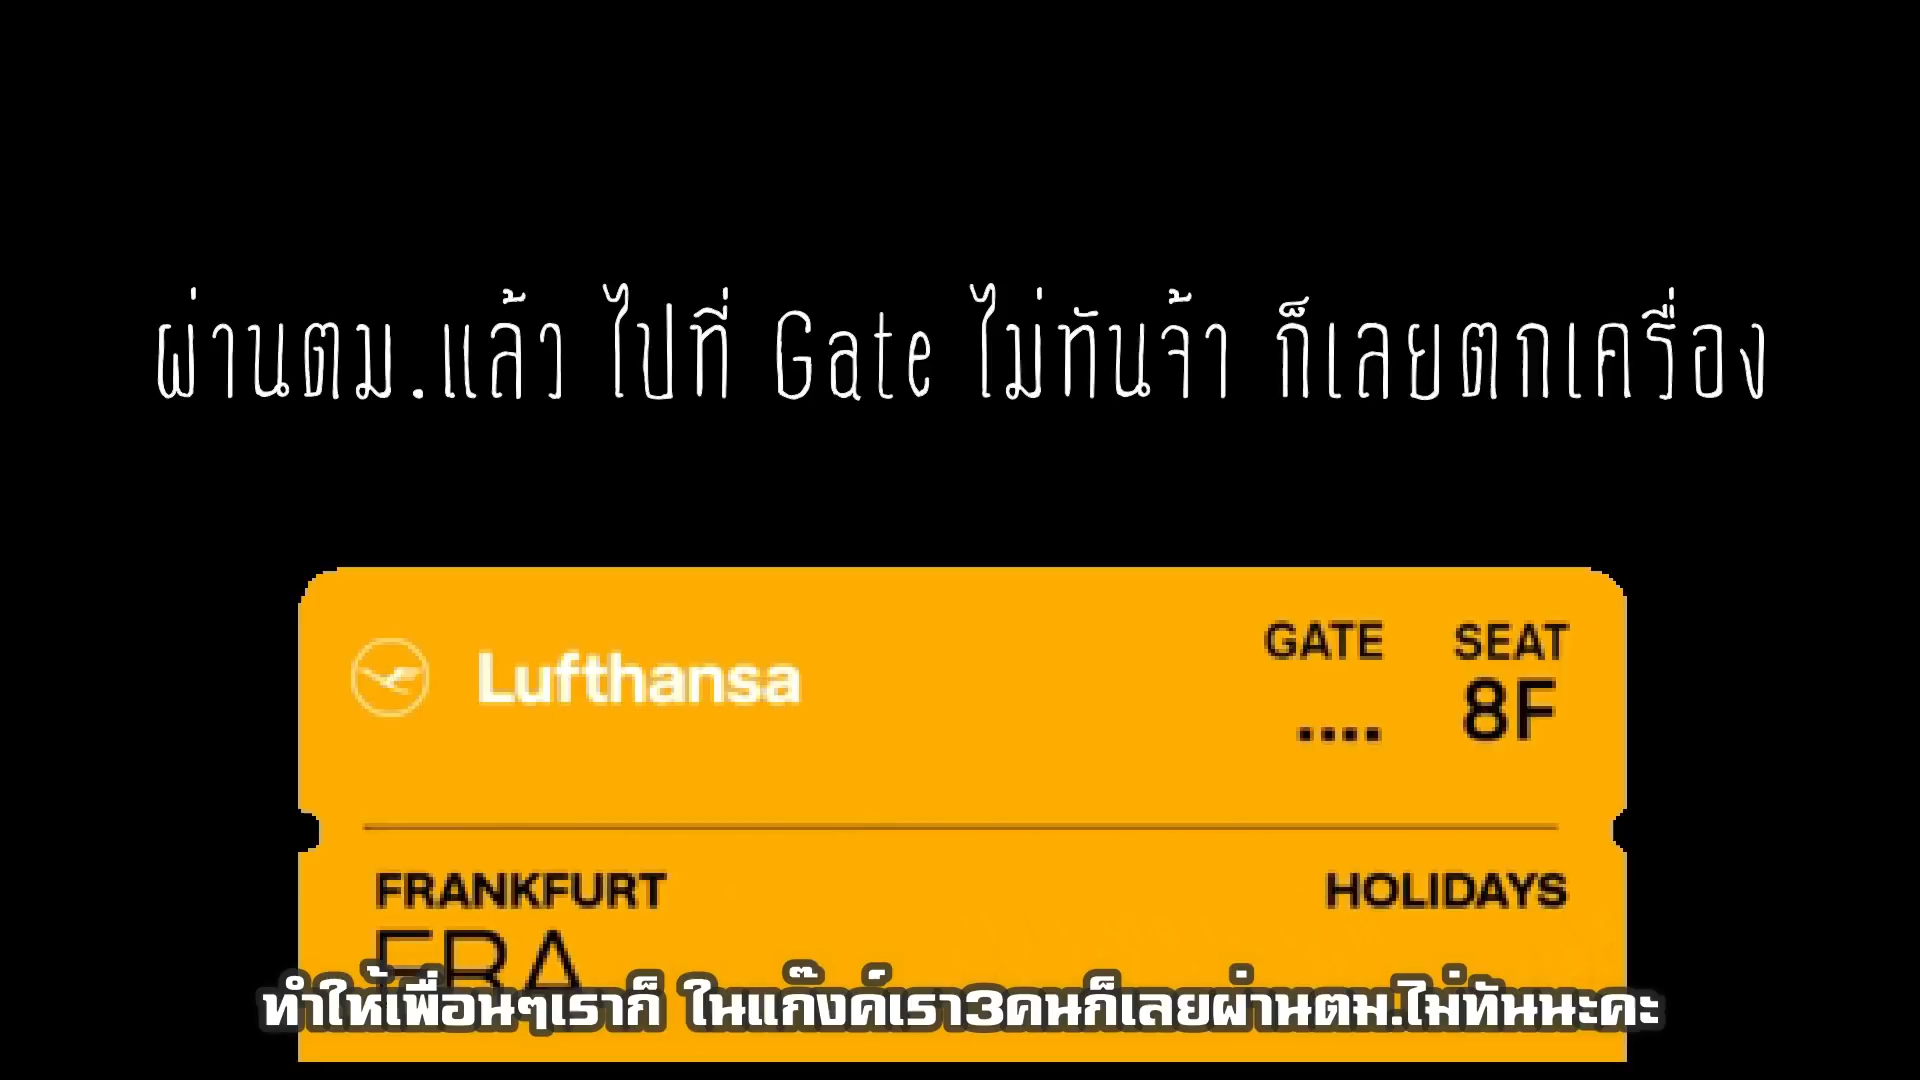 ผ่านตม.แล้ว ไปที่ Gate ไม่ทันจ้า ก็เลยตกเครื่อง
GATE SEAT
Lufthansa
.... 8F
FRANKFURT HOLIDAYS
FRA
ทำให้เพื่อนๆเราก็ ในแก๊งค์เรา3คนก็เลยผ่านตม.ไม่ทันนะคะ